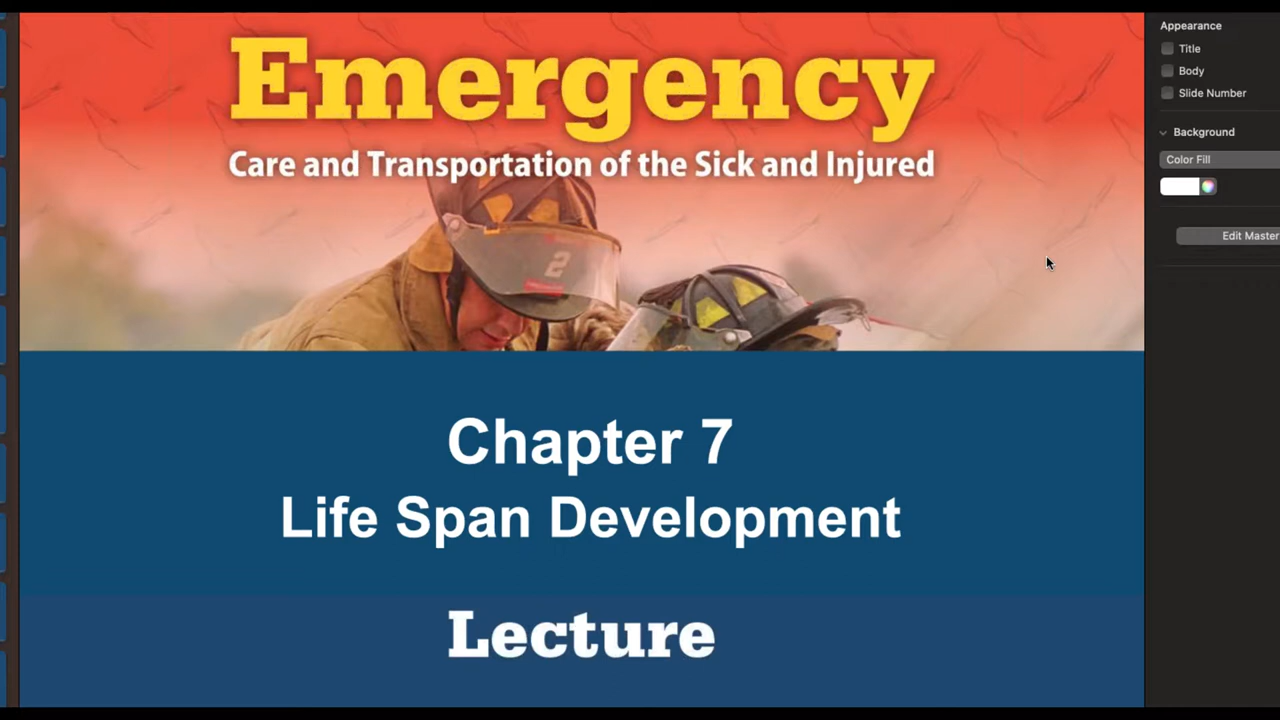 Emergency
Care and Transportation of the Sick and Injured
2
Chapter 7
Life Span Development
Lecture
Appearance
Title
Body
Slide Number
Background
Color Fill
Edit Master